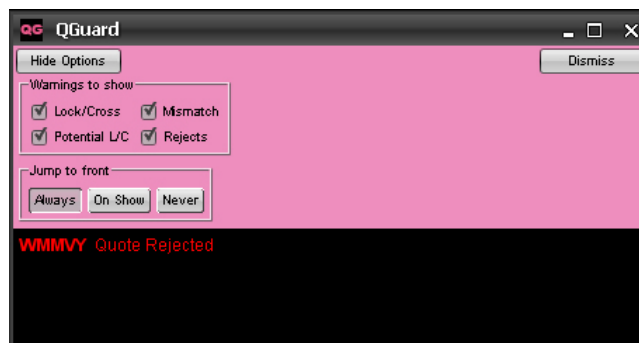 QG QGuard
Hide Options Dismiss
Warnings to show
Lock/Cross Mismatch
Potential L/C Rejects
Jump to front
Always On Show Never
WMMVY Quote Rejected